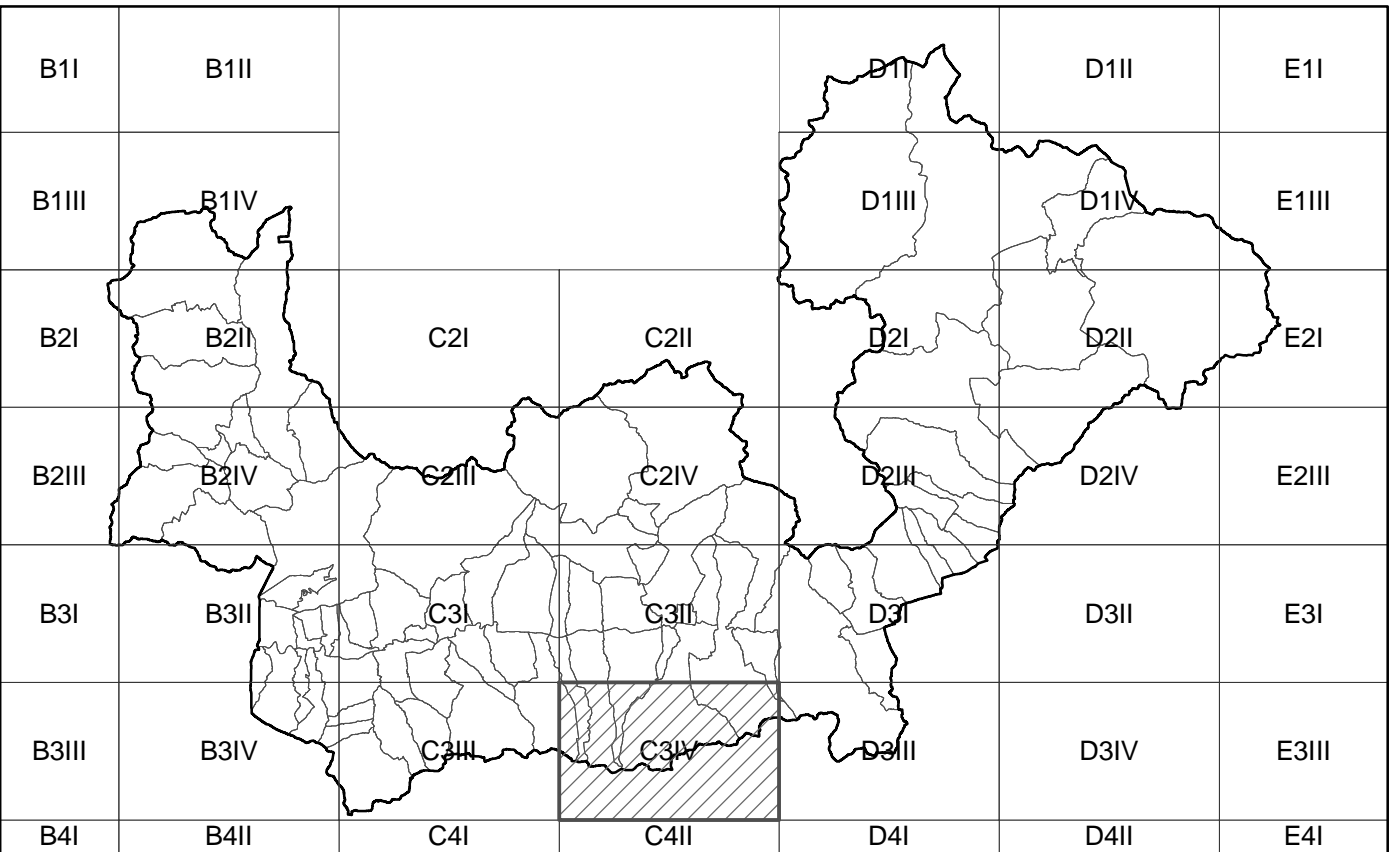 B1I B1II D1I D1II E1I
B1III B1IV D1III D1IV E1III
B2I B2II C2I C2II D2I D2II E2I
B2III B2IV C2III C2IV D2III D2IV E2III
B3I B3II C3I C3II D3I D3II E3I
B3III B3IV C3III C3IV D3III D3IV E3III
B4I B4II C4I C4II D4I D4II E4I